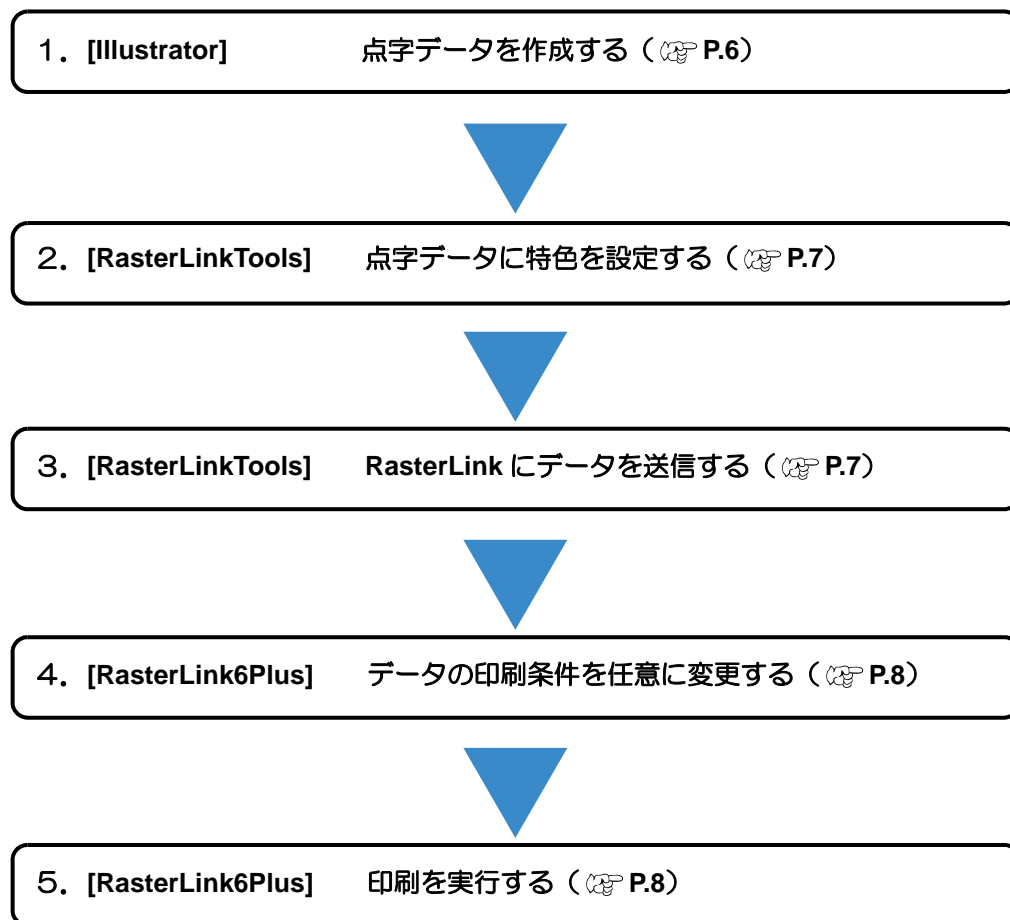 １．[Illustrator] 点字データを作成する（☞ P.6）
２．[RasterLinkTools] 点字データに特色を設定する（☞ P.7）
３．[RasterLinkTools] RasterLink にデータを送信する（☞ P.7）
４．[RasterLink6Plus] データの印刷条件を任意に変更する（☞ P.8）
５．[RasterLink6Plus] 印刷を実行する（☞ P.8）